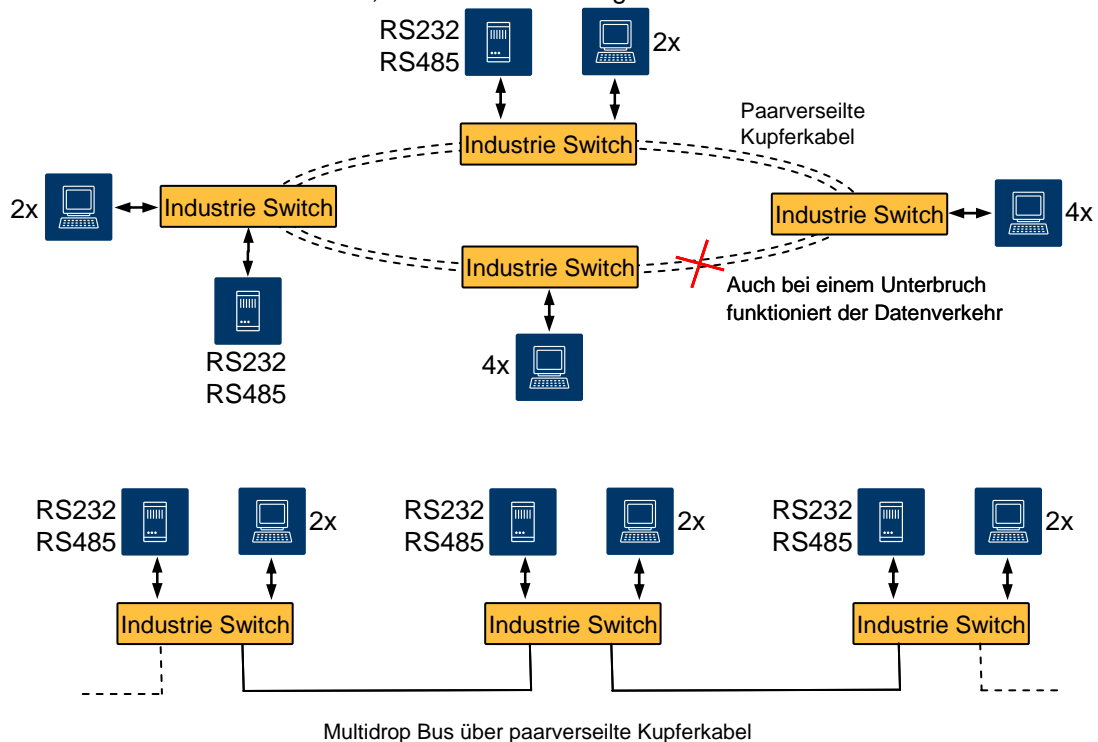 RS232
RS485
2x
Paarverseilte
Kupferkabel
Industrie Switch
2x
Industrie Switch
Industrie Switch
4x
Industrie Switch
Auch bei einem Unterbruch
funktioniert der Datenverkehr
RS232
RS485
4x
RS232
RS485
2x
RS232
RS485
2x
RS232
RS485
2x
Industrie Switch
Industrie Switch
Industrie Switch
Multidrop Bus über paarverseilte Kupferkabel